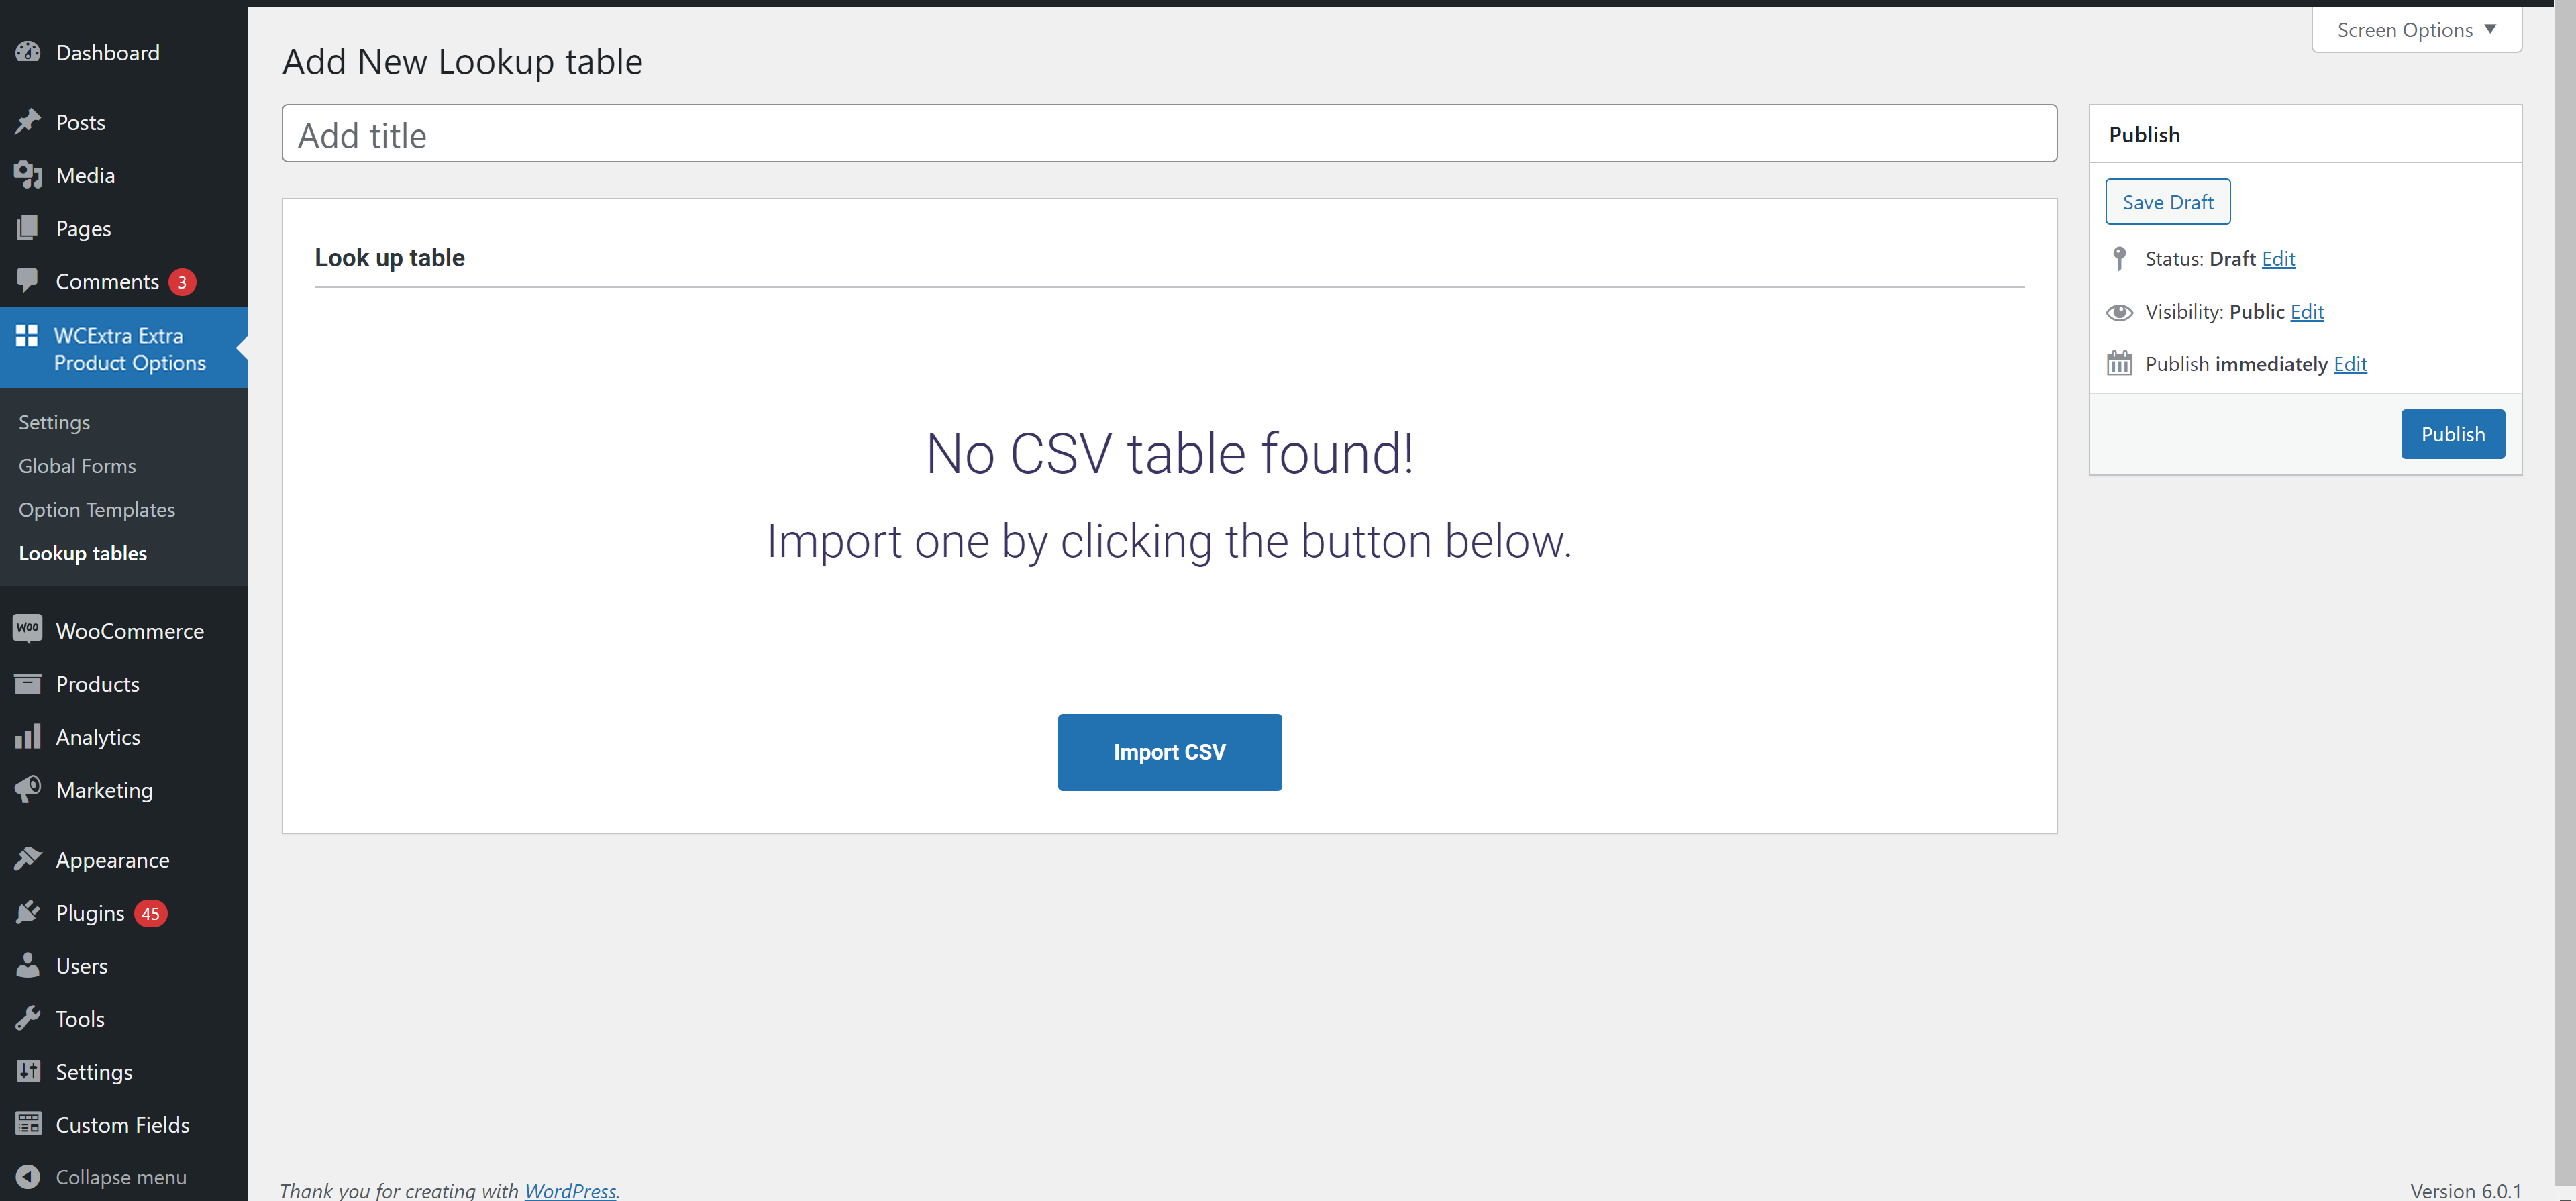 Dashboard
Posts
Media
Pages
Comments 3
WCExtra Extra
Product Options
Settings
Global Forms
Option Templates
Lookup tables
Woo WooCommerce
Products
Analytics
Marketing
Appearance
Plugins 45
Users
Tools
Settings
Custom Fields
Collapse menu
Screen Options
Add New Lookup table
Add title
Look up table
No CSV table found!
Import one by clicking the button below.
Import CSV
Publish
Save Draft
Status: Draft Edit
Visibility: Public Edit
Publish immediately Edit
Publish
Thank you for creating with WordPress.
Version 6.0.1